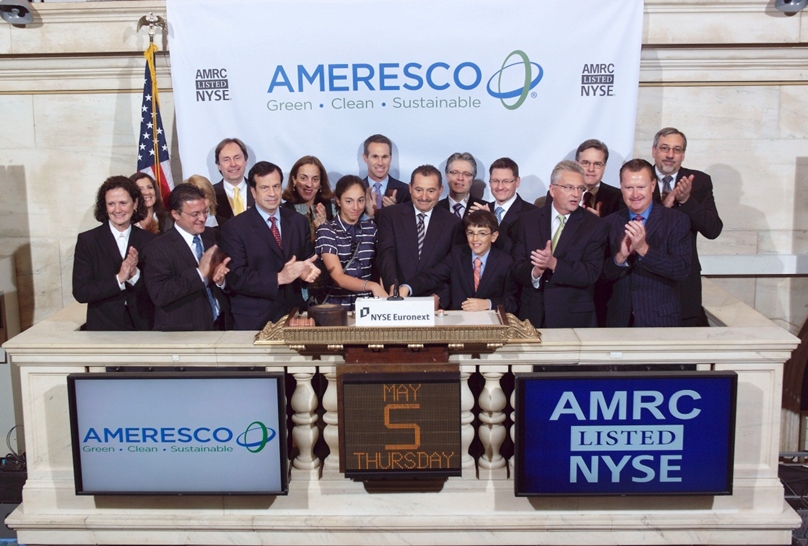 AMRC
LISTED
NYSE.
AMERESCO®
Green • Clean • Sustainable
AMRC
LISTED
NYSE.
NYSE Euronext
AMERESCO
Green • Clean • Sustainable
MAY
5
THURSDAY
AMRC
LISTED
NYSE